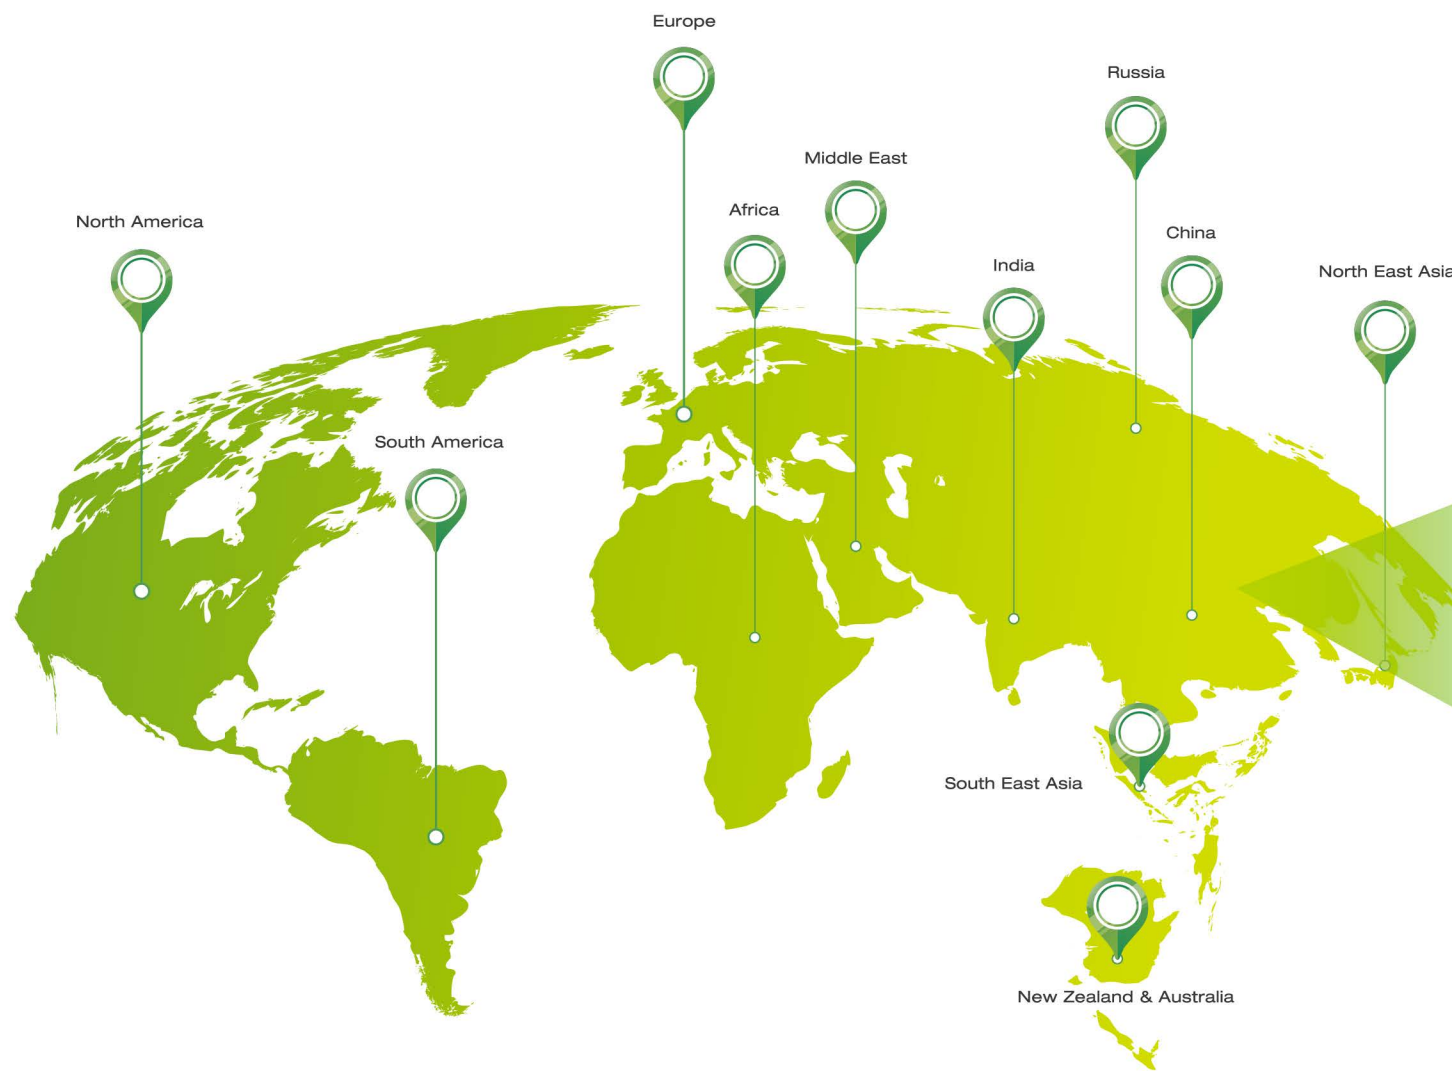 Europe
Russia
Middle East
Africa
North America
China
India
North East Asia
South America
South East Asia
New Zealand & Australia